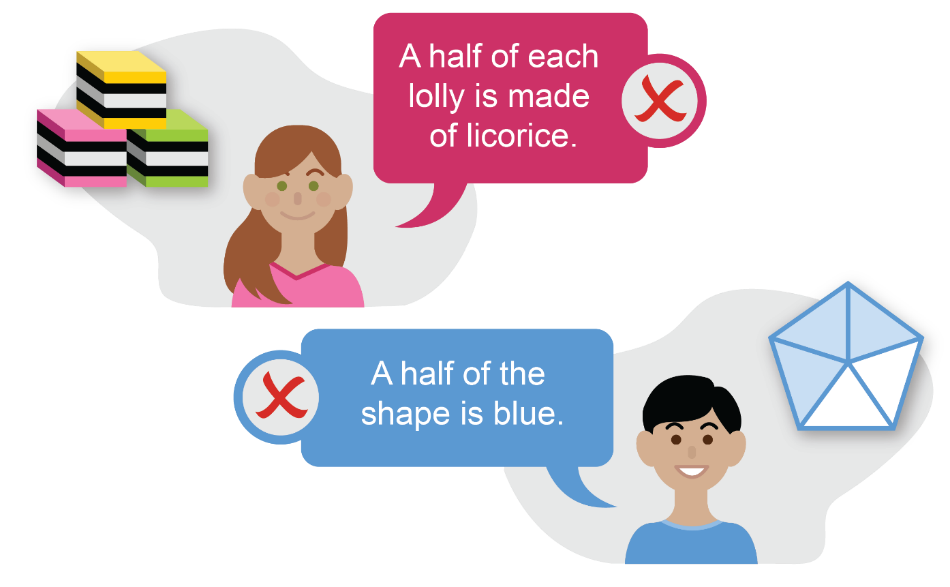 A half of each
lolly is made
of licorice.
A half of the
shape is blue.